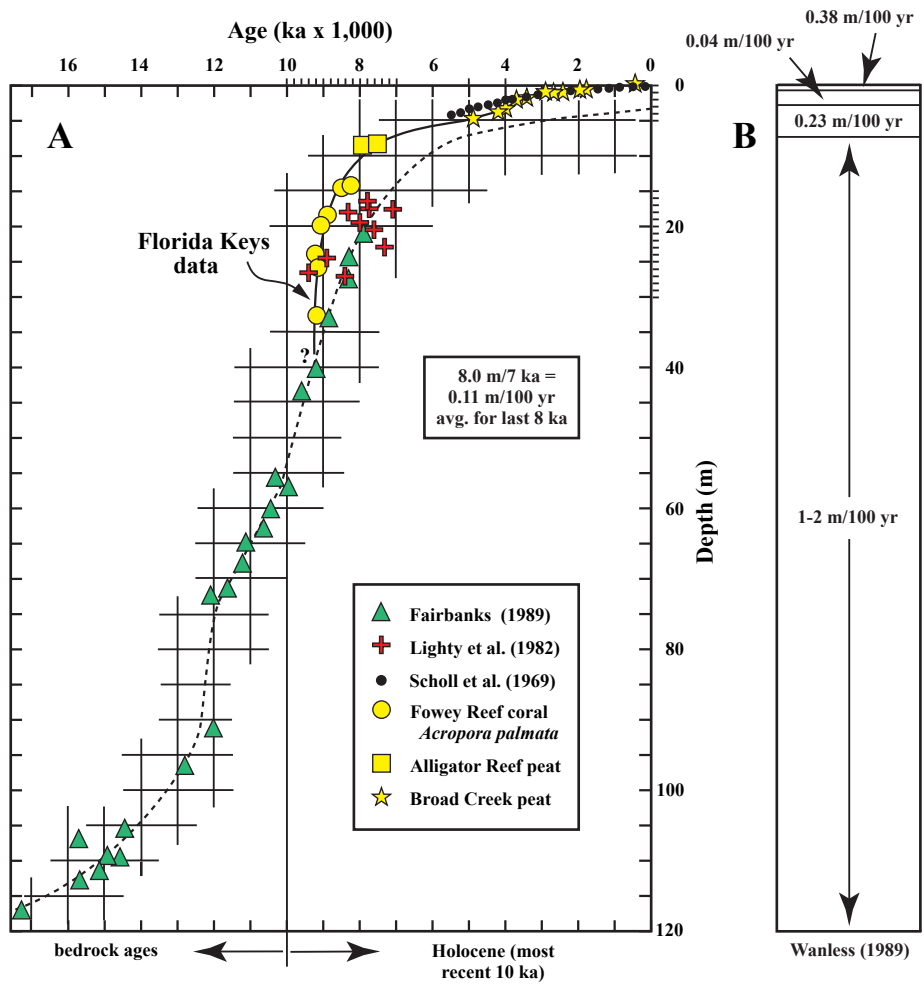 Age (ka x 1,000)
16 14 12 10 8 6 4 2 0
A
0
20
40
60
80
100
120
Depth (m)
Florida Keys
data
?
8.0 m/7 ka =
0.11 m/100 yr
avg. for last 8 ka
Fairbanks (1989)
Lighty et al. (1982)
Scholl et al. (1969)
Fowey Reef coral
Acropora palmata
Alligator Reef peat
Broad Creek peat
bedrock ages
Holocene (most
recent 10 ka)
0.38 m/100 yr
0.04 m/100 yr
B
0.23 m/100 yr
1-2 m/100 yr
Wanless (1989)